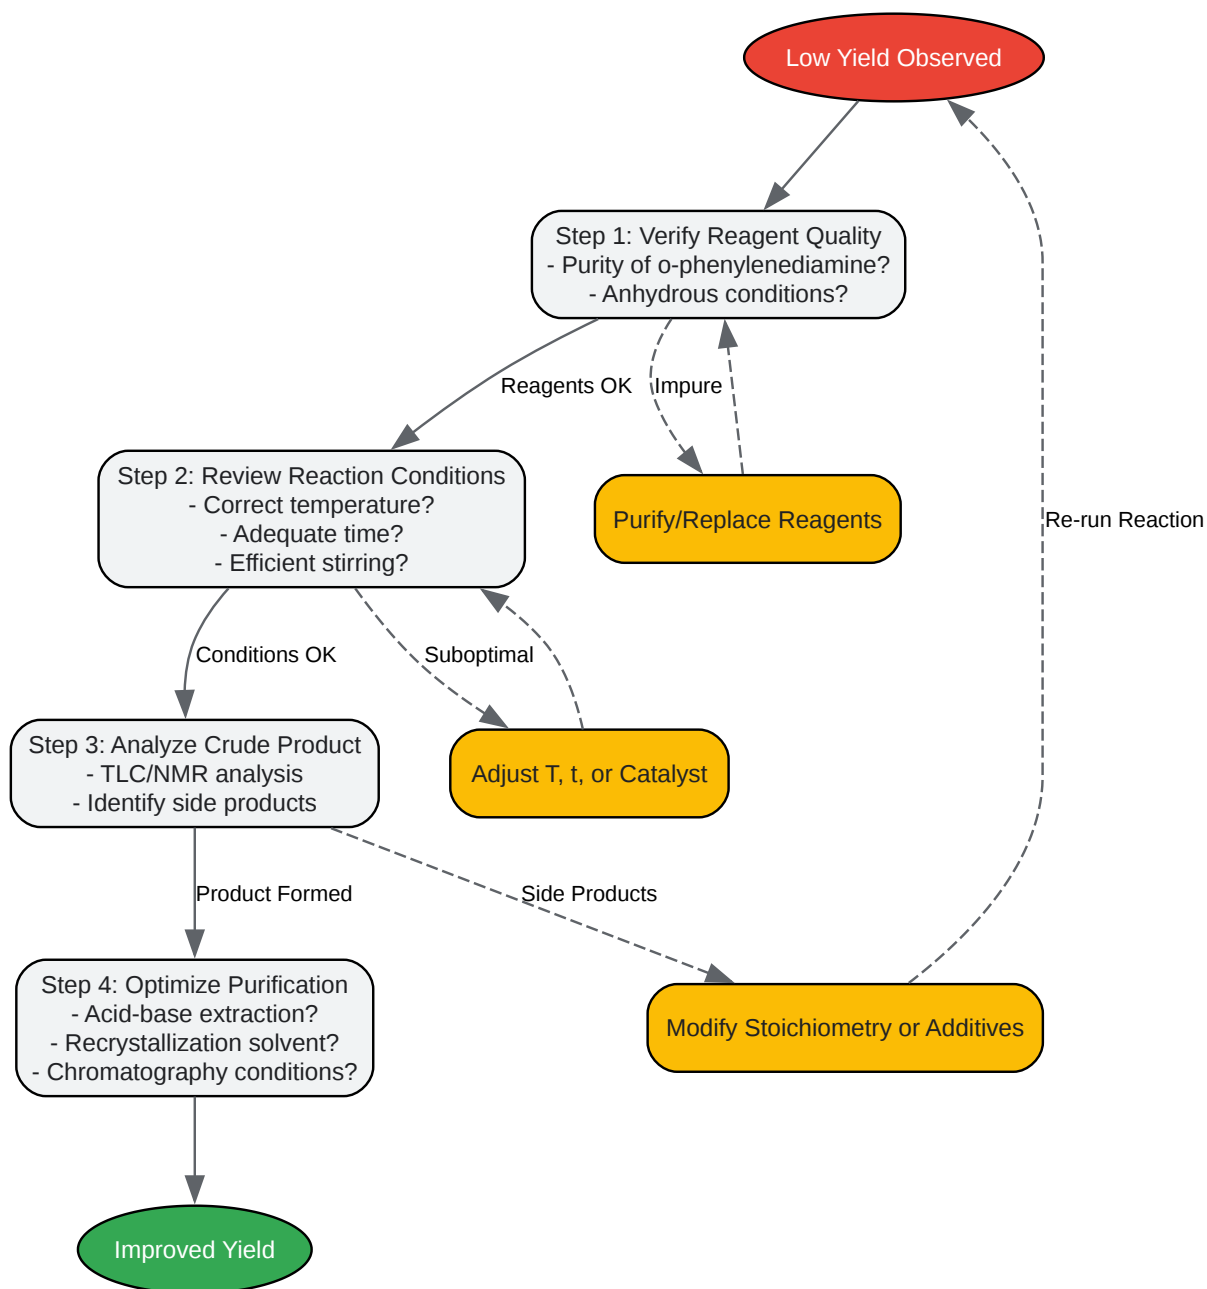 Low Yield Observed
Step 1: Verify Reagent Quality
- Purity of o-phenylenediamine?
- Anhydrous conditions?
Reagents OK
Impure
Step 2: Review Reaction Conditions
- Correct temperature?
- Adequate time?
- Efficient stirring?
Purify/Replace Reagents
Re-run Reaction
Conditions OK
Suboptimal
Step 3: Analyze Crude Product
- TLC/NMR analysis
- Identify side products
Adjust T, t, or Catalyst
Product Formed
Side Products
Step 4: Optimize Purification
- Acid-base extraction?
- Recrystallization solvent?
- Chromatography conditions?
Modify Stoichiometry or Additives
Improved Yield